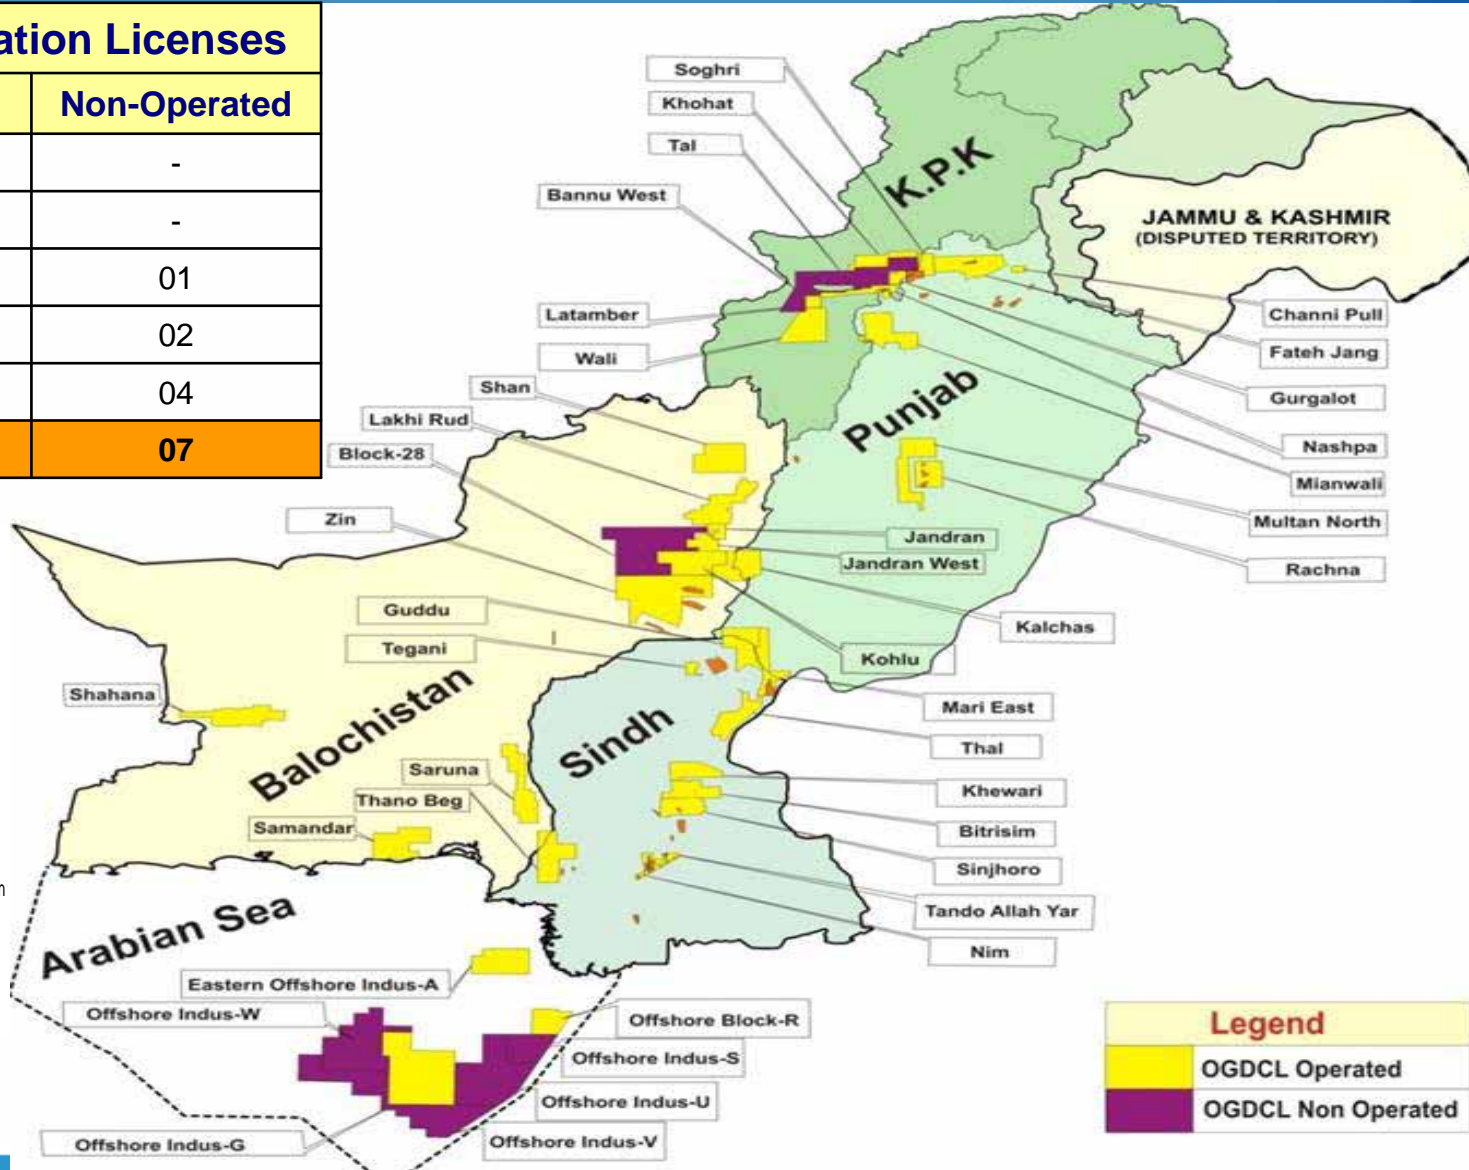 ation Licenses
Non-Operated
-
-
01
02
04
07
Soghri
Khohat
Tal
Bannu West
Latamber
Wali
Shan
Lakhi Rud
Block-28
Zin
Guddu
Tegani
Shahana
Saruna
Thano Beg
Samandar
K.P.K
JAMMU & KASHMIR
(DISPUTED TERRITORY)
Channi Pull
Fateh Jang
Gurgalot
Nashpa
Mianwali
Multan North
Rachna
Punjab
Jandran
Jandran West
Kalchas
Kohlu
Balochistan
Sindh
Mari East
Thal
Khewari
Bitrisim
Sinjhoro
Tando Allah Yar
Nim
Arabian Sea
Eastern Offshore Indus-A
Offshore Indus-W
Offshore Block-R
Offshore Indus-S
Offshore Indus-U
Offshore Indus-V
Offshore Indus-G
Legend
OGDCL Operated
OGDCL Non Operated